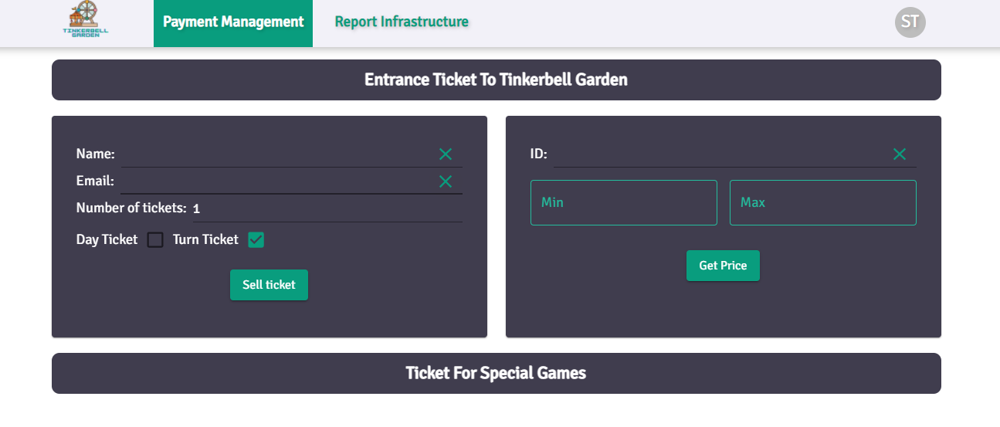 TINKERBELL
GARDEN
Payment Management
Report Infrastructure
ST
Entrance Ticket To Tinkerbell Garden
Name:
Email:
Number of tickets: 1
Day Ticket Turn Ticket
Sell ticket
ID:
Min Max
Get Price
Ticket For Special Games